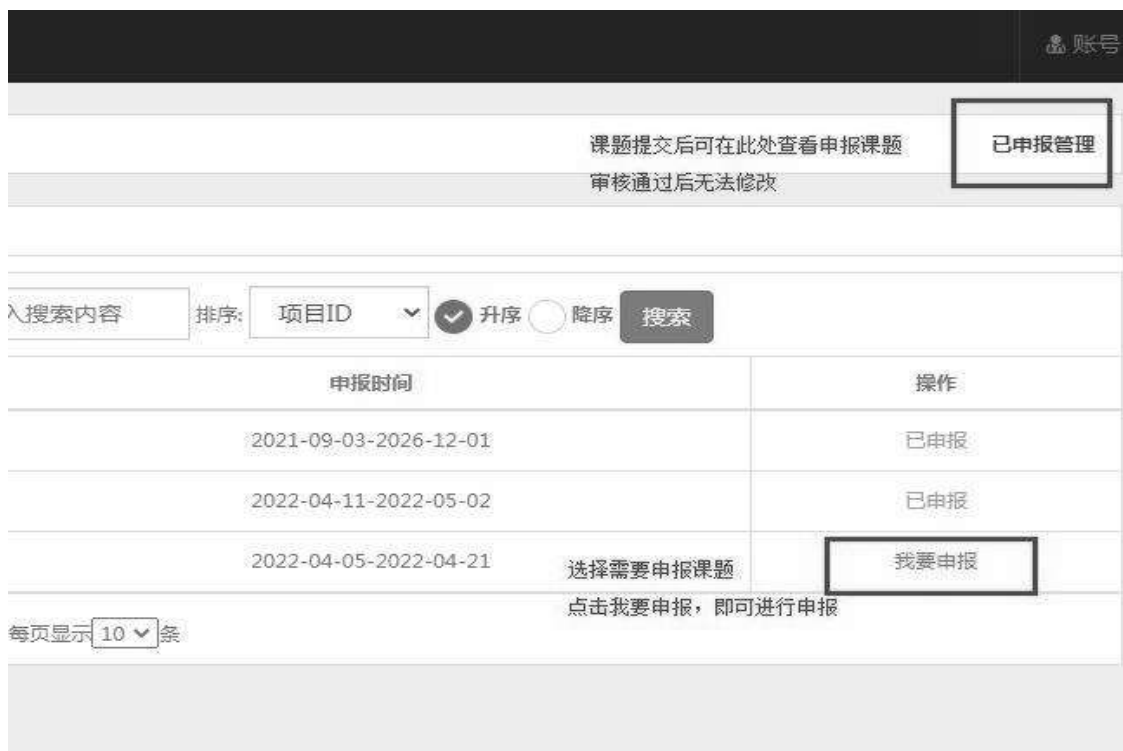 账号
课题提交后可在此处查看申报课题
已申报管理
审核通过后无法修改
入搜索内容 排序: 项目ID 升序 降序 搜索
申报时间 操作
2021-09-03-2026-12-01 已申报
2022-04-11-2022-05-02 已申报
2022-04-05-2022-04-21 我要申报
选择需要申报课题
点击我要申报，即可进行申报
每页显示 10 条